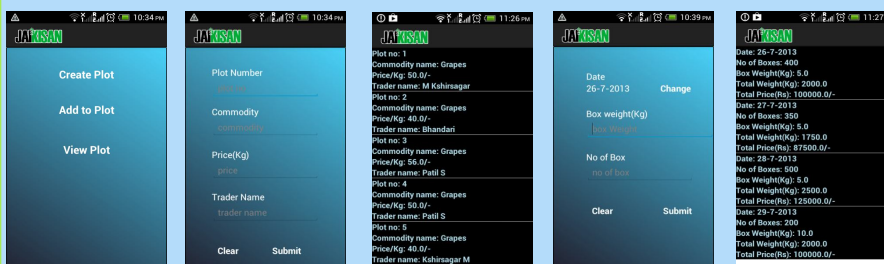 10:34 PM
JAI KISAN
Create Plot
Add to Plot
View Plot
10:34 PM
JAI KISAN
Plot Number
Commodity
commodity
Price(Kg)
price
Trader Name
trader name
Clear Submit
11:26 PM
JAI KISAN
Plot no: 1
Commodity name: Grapes
Price/Kg: 50.0/-
Trader name: M Kshirsagar
Plot no: 2
Commodity name: Grapes
Price/Kg: 40.0/-
Trader name: Bhandari
Plot no: 3
Commodity name: Grapes
Price/Kg: 56.0/-
Trader name: Patil S
Plot no: 4
Commodity name: Grapes
Price/Kg: 50.0/-
Trader name: Patil S
Plot no: 5
Commodity name: Grapes
Price/Kg: 40.0/-
Trader name: Kshirsagar M
10:39 PM
JAI KISAN
Date
26-7-2013 Change
Box weight(Kg)
box weight
No of Box
no of box
Clear Submit
11:27
JAI KISAN
Date: 26-7-2013
No of Boxes: 400
Box Weight(Kg): 5.0
Total Weight(Kg): 2000.0
Total Price(Rs): 100000.0/-
Date: 27-7-2013
No of Boxes: 350
Box Weight(Kg): 5.0
Total Weight(Kg): 1750.0
Total Price(Rs): 87500.0/-
Date: 28-7-2013
No of Boxes: 500
Box Weight(Kg): 5.0
Total Weight(Kg): 2500.0
Total Price(Rs): 125000.0/-
Date: 29-7-2013
No of Boxes: 200
Box Weight(Kg): 10.0
Total Weight(Kg): 2000.0
Total Price(Rs): 100000.0/-